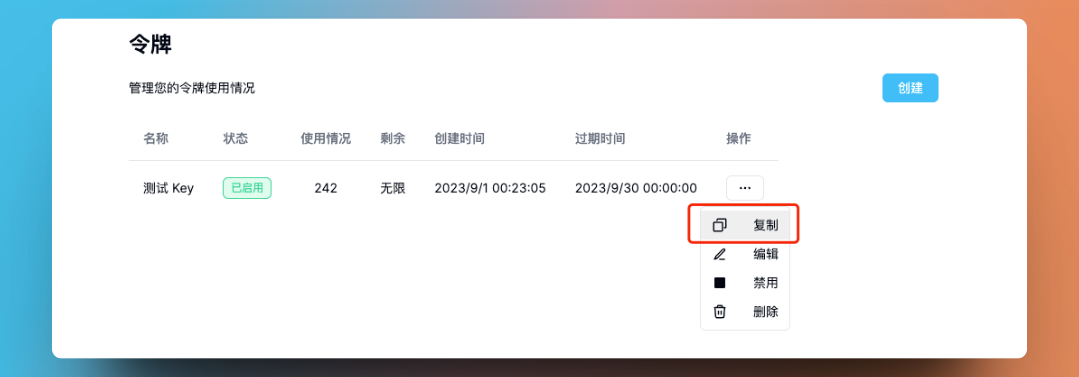 令牌
管理您的令牌使用情况 创建
名称 状态 使用情况 剩余 创建时间 过期时间 操作
测试 Key 已启用 242 无限 2023/9/1 00:23:05 2023/9/30 00:00:00 ···
复制
编辑
禁用
删除